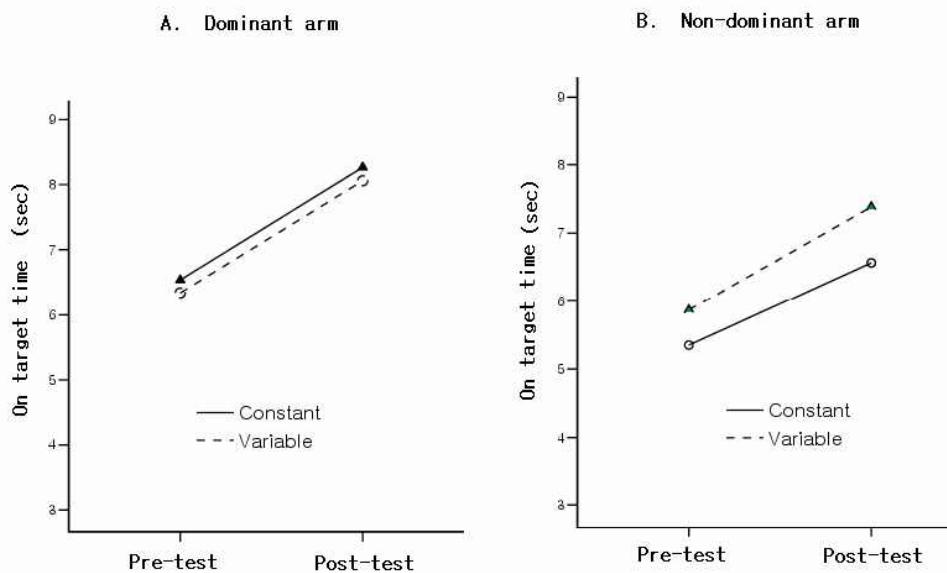 A. Dominant arm
On target time (sec)
9
8
7
6
5
4
3
Constant
Variable
Pre-test Post-test
B. Non-dominant arm
On target time (sec)
9
8
7
6
5
4
3
Constant
Variable
Pre-test Post-test